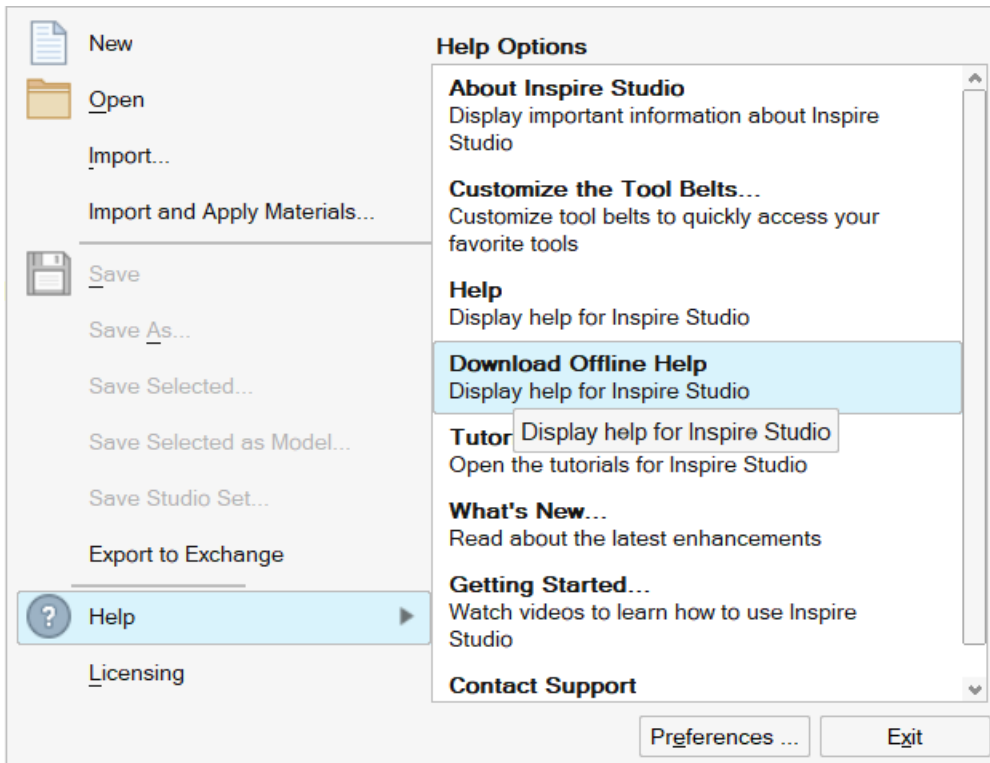 New
Open
Import...
Import and Apply Materials...
Save
Save As...
Save Selected...
Save Selected as Model...
Save Studio Set...
Export to Exchange
Help
Licensing
Help Options
About Inspire Studio
Display important information about Inspire
Studio
Customize the Tool Belts...
Customize tool belts to quickly access your
favorite tools
Help
Display help for Inspire Studio
Download Offline Help
Display help for Inspire Studio
Tutor
Display help for Inspire Studio
Open the tutorials for Inspire Studio
What's New...
Read about the latest enhancements
Getting Started...
Watch videos to learn how to use Inspire
Studio
Contact Support
Preferences ...
Exit